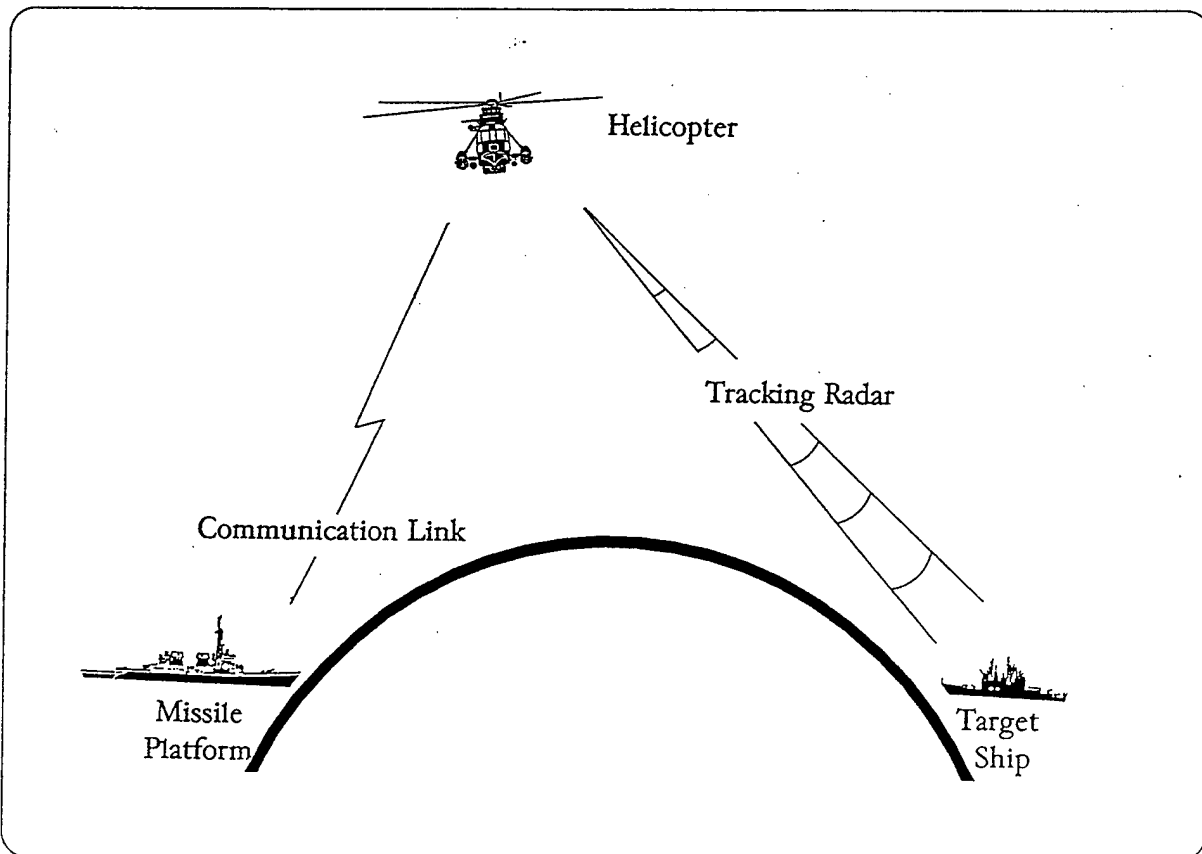 Helicopter
Tracking Radar
Communication Link
Missile
Platform
Target
Ship